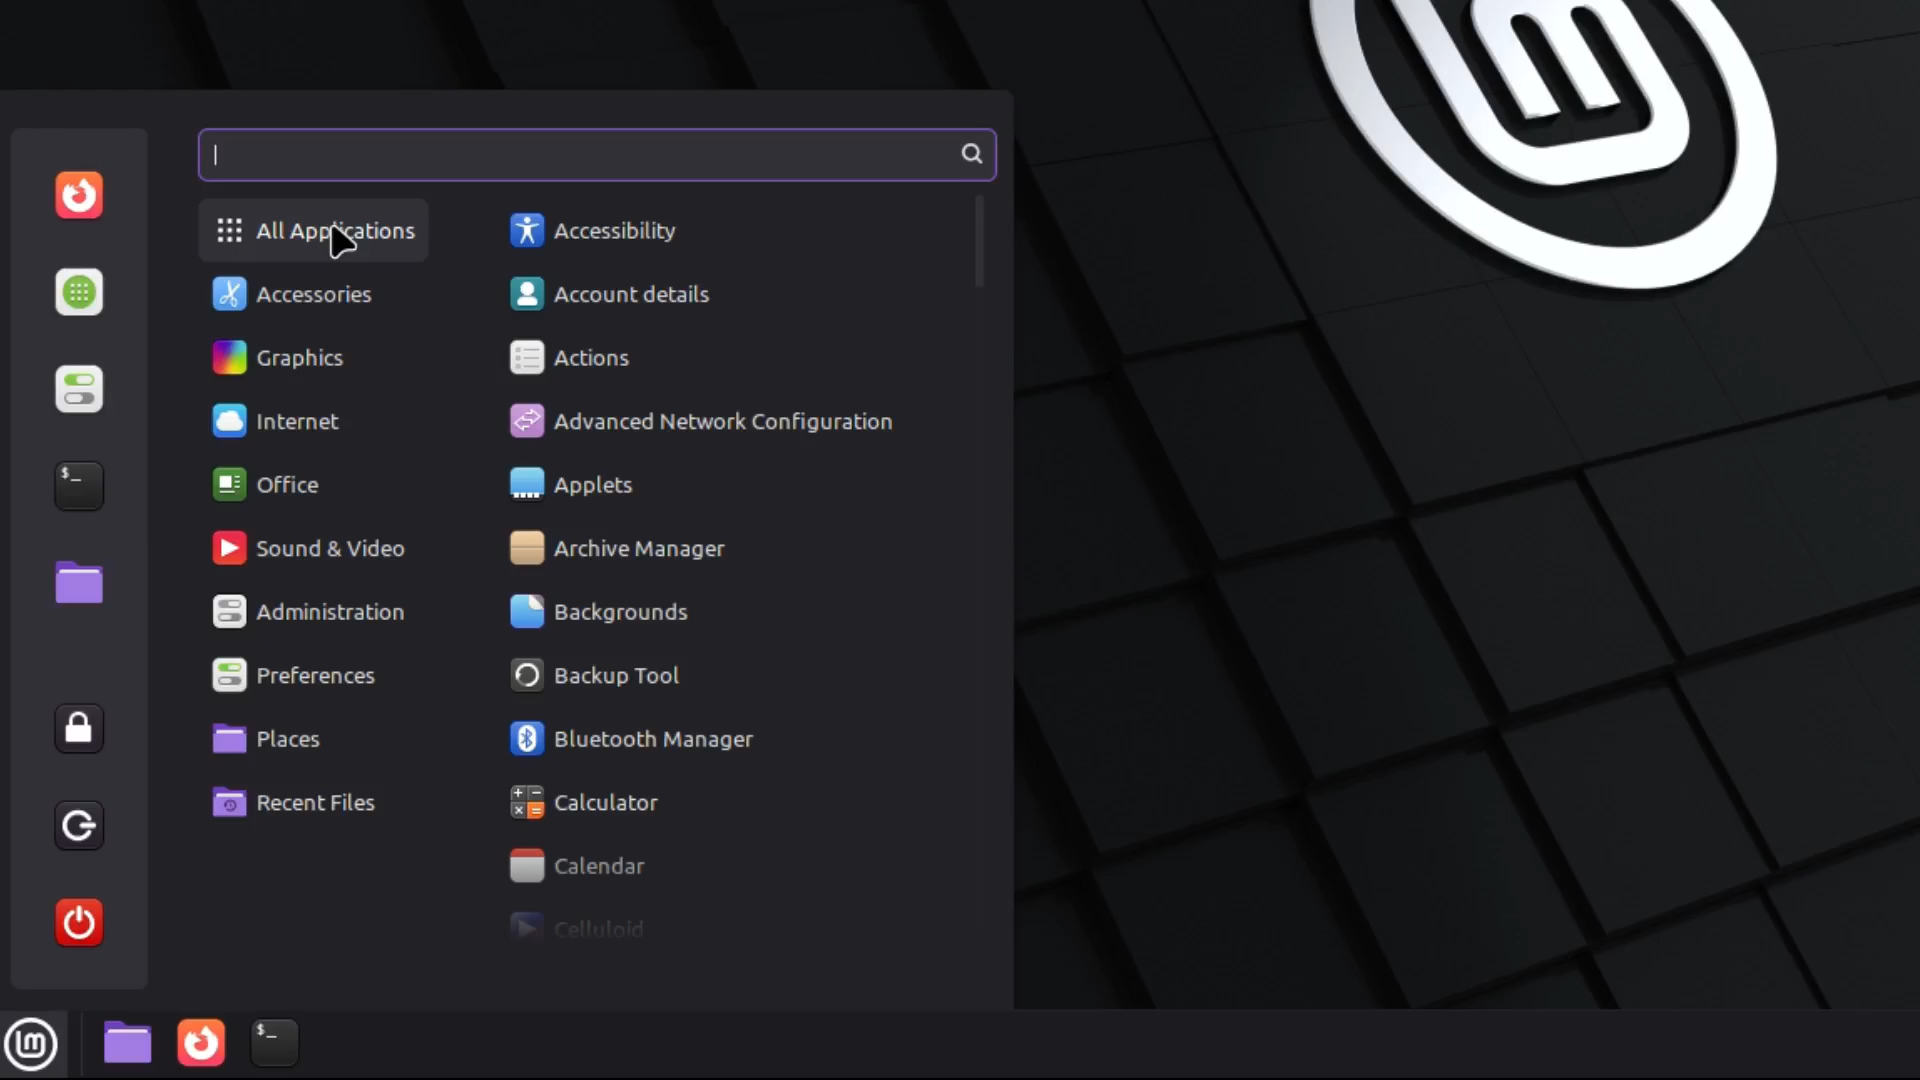 All Applications
Accessories
Graphics
Internet
Office
Sound & Video
Administration
Preferences
Places
Recent Files
Accessibility
Account details
Actions
Advanced Network Configuration
Applets
Archive Manager
Backgrounds
Backup Tool
Bluetooth Manager
Calculator
Calendar
Celluloid